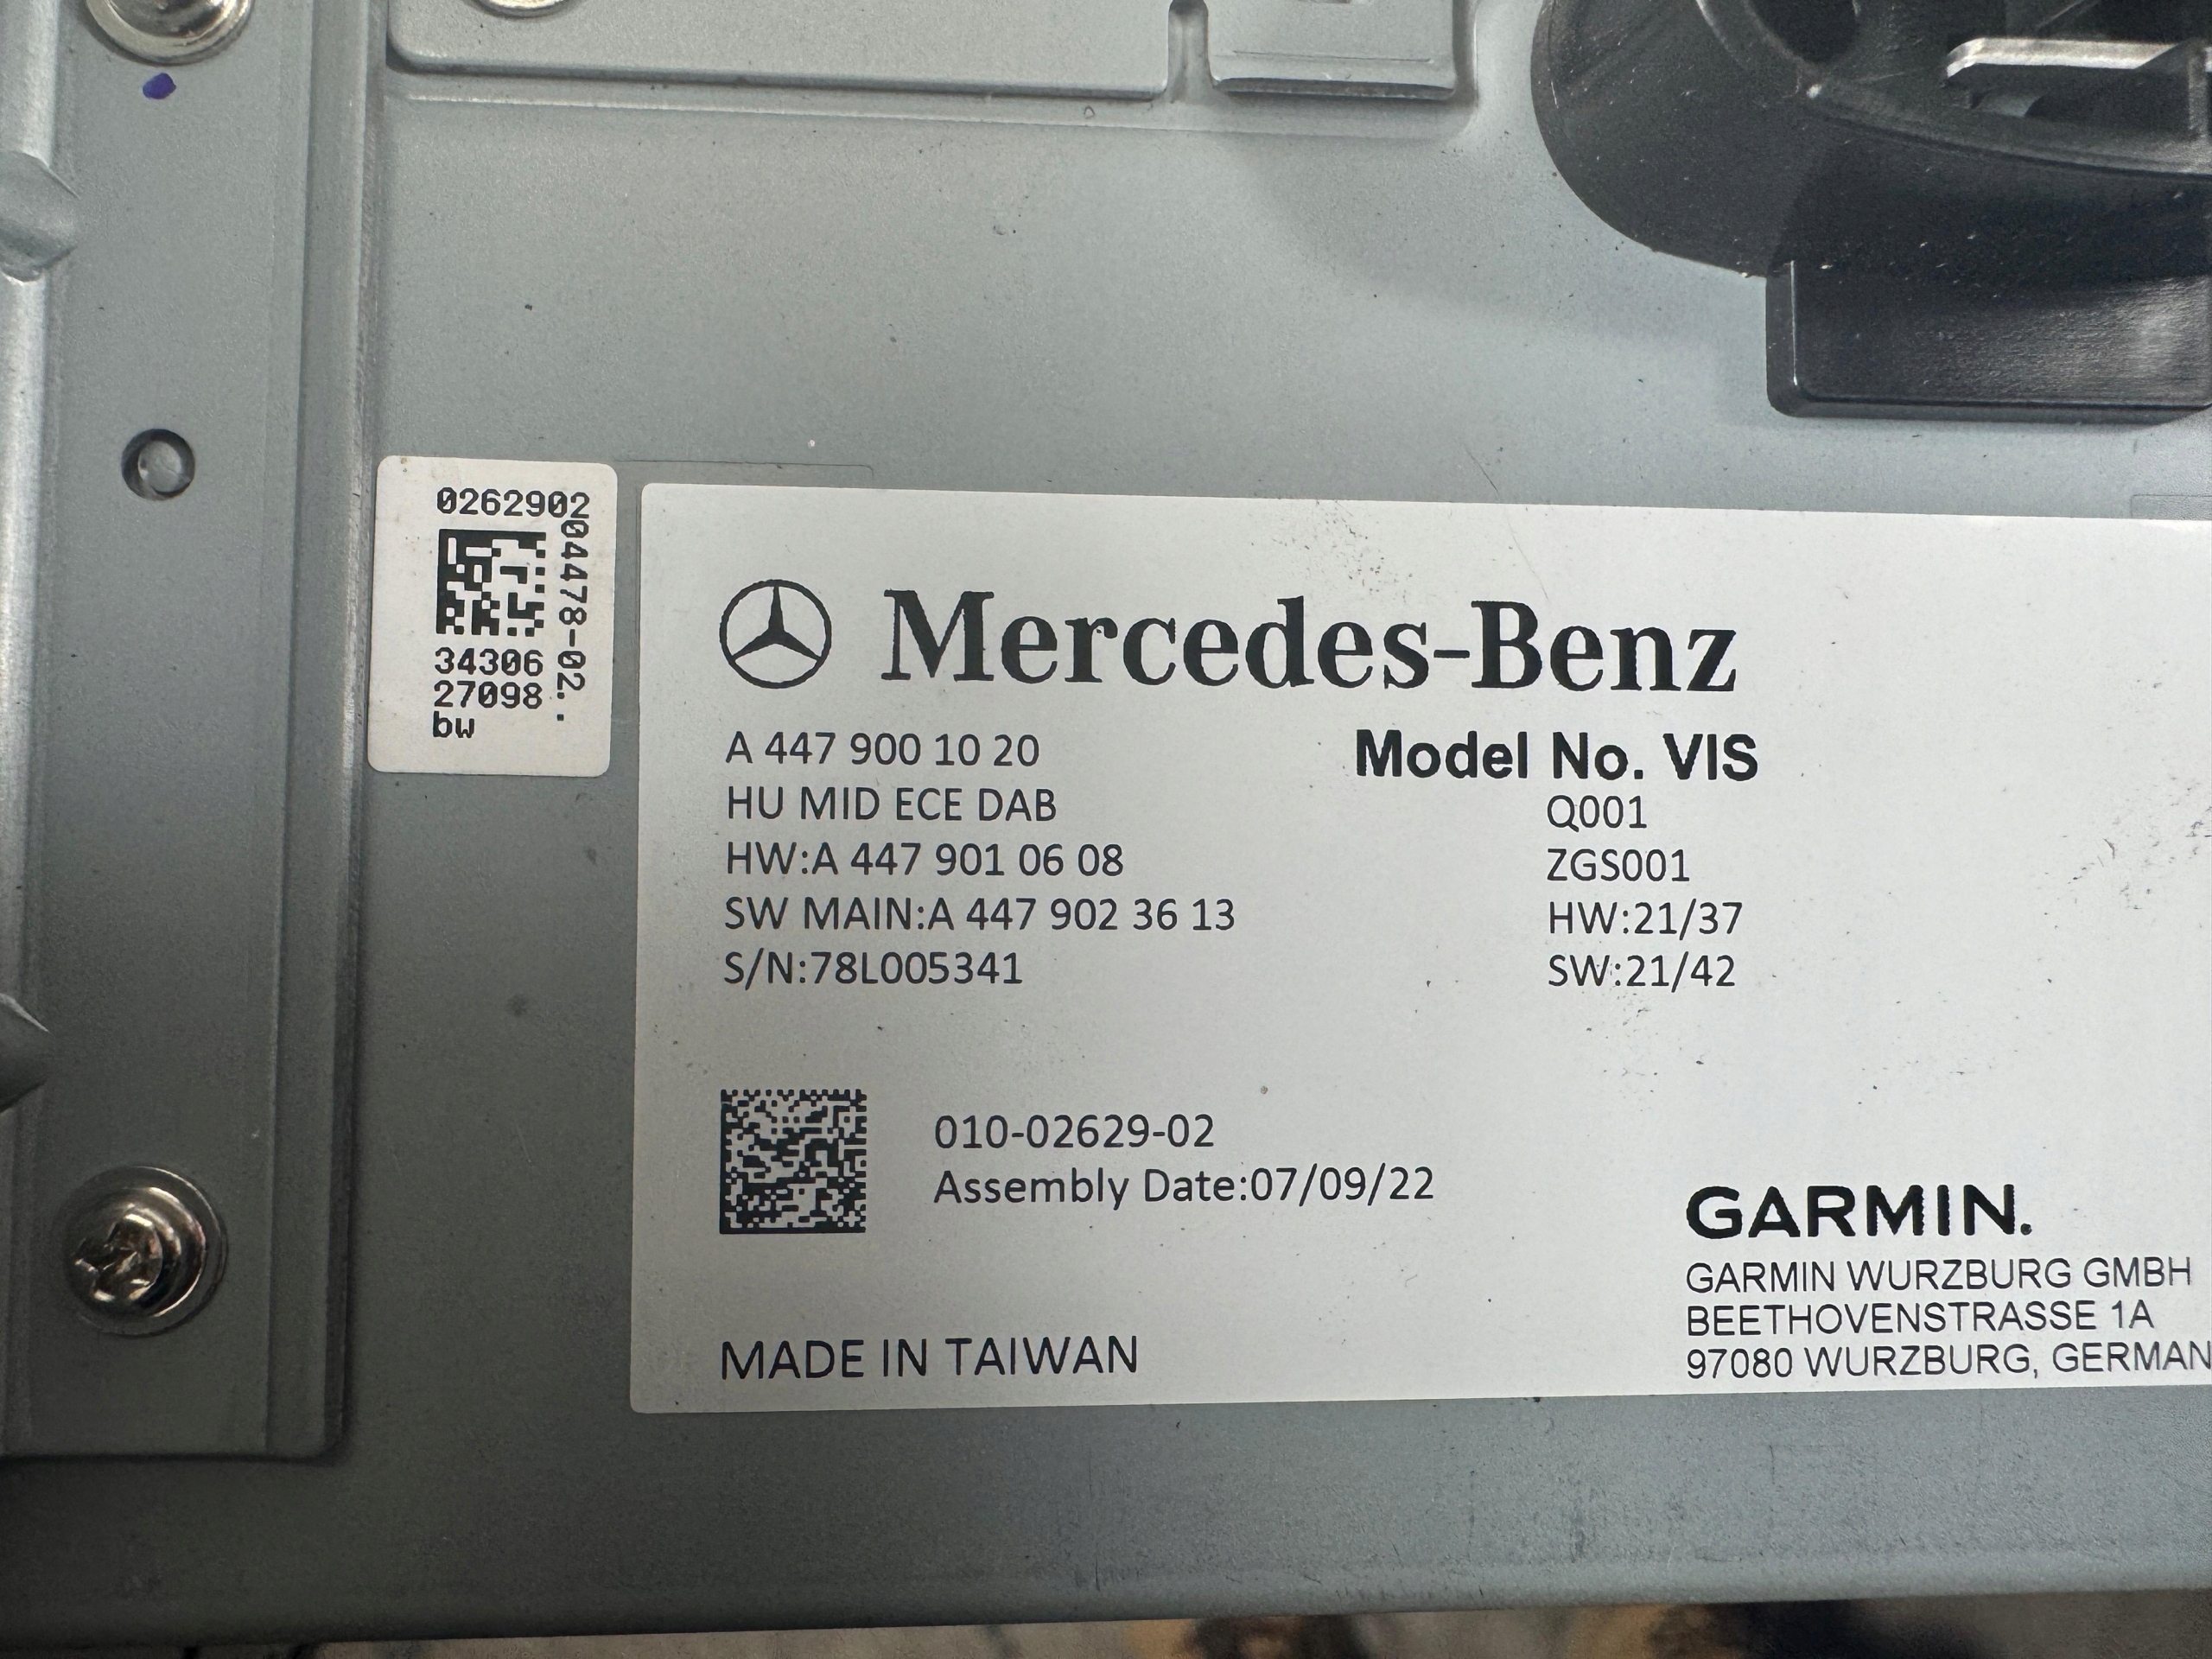 0262902
04478-02..
34306
27098
bw
Mercedes-Benz
A 447 900 10 20
HU MID ECE DAB
HW:A 447 901 06 08
SW MAIN:A 447 902 36 13
S/N:78L005341
Model No. VIS
Q001
ZGS001
HW:21/37
SW:21/42
010-02629-02
Assembly Date:07/09/22
MADE IN TAIWAN
GARMIN.
GARMIN WURZBURG GMBH
BEETHOVENSTRASSE 1A
97080 WURZBURG, GERMAN